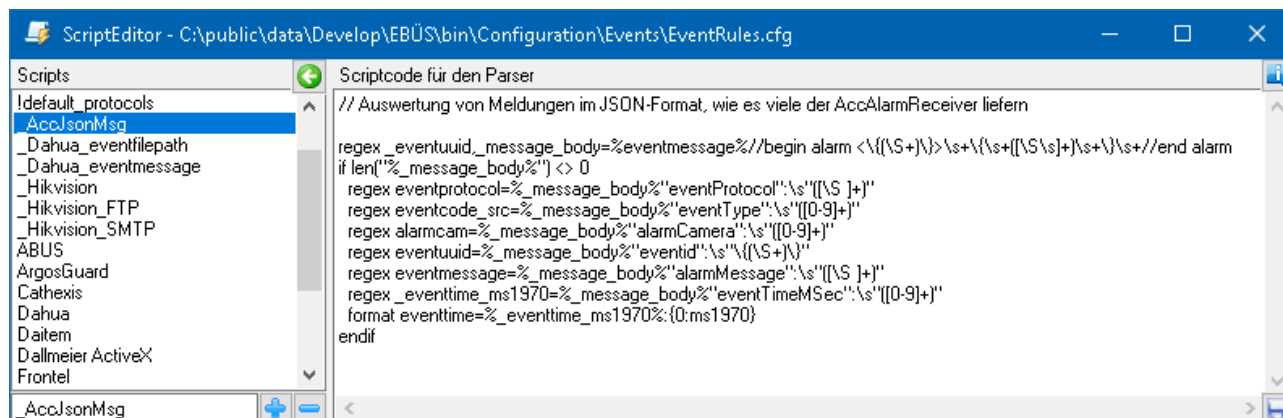 ScriptEditor - C:\public\data\Develop\EBÜS\bin\Configuration\Events\EventRules.cfg
Scripts
!default_protocols
_AccJsonMsg
_Dahua_eventfilepath
_Dahua_eventmessage
_Hikvision
_Hikvision_FTP
_Hikvision_SMTP
ABUS
ArgosGuard
Cathexis
Dahua
Daitem
Dallmeier ActiveX
Frontel
_AccJsonMsg
Scriptcode für den Parser
// Auswertung von Meldungen im JSON-Format, wie es viele der AccAlarmReceiver liefern
regex _eventuuid,_message_body=%eventmessage%//begin alarm <\{(\S+)\}>\s+\{\s+([\S\s]+)\s+\}\s+//end alarm
if len("%_message_body%") <> 0
regex eventprotocol=%_message_body%"eventProtocol":\s"([\S ]+)"
regex eventcode_src=%_message_body%"eventType":\s"([0-9]+)"
regex alarmcam=%_message_body%"alarmCamera":\s"([0-9]+)"
regex eventuuid=%_message_body%"eventid":\s"\{(\S+)\}"
regex eventmessage=%_message_body%"alarmMessage":\s"([\S ]+)"
regex _eventtime_ms1970=%_message_body%"eventTimeMSec":\s"([0-9]+)"
format eventtime=%_eventtime_ms1970%:{0:ms1970}
endif